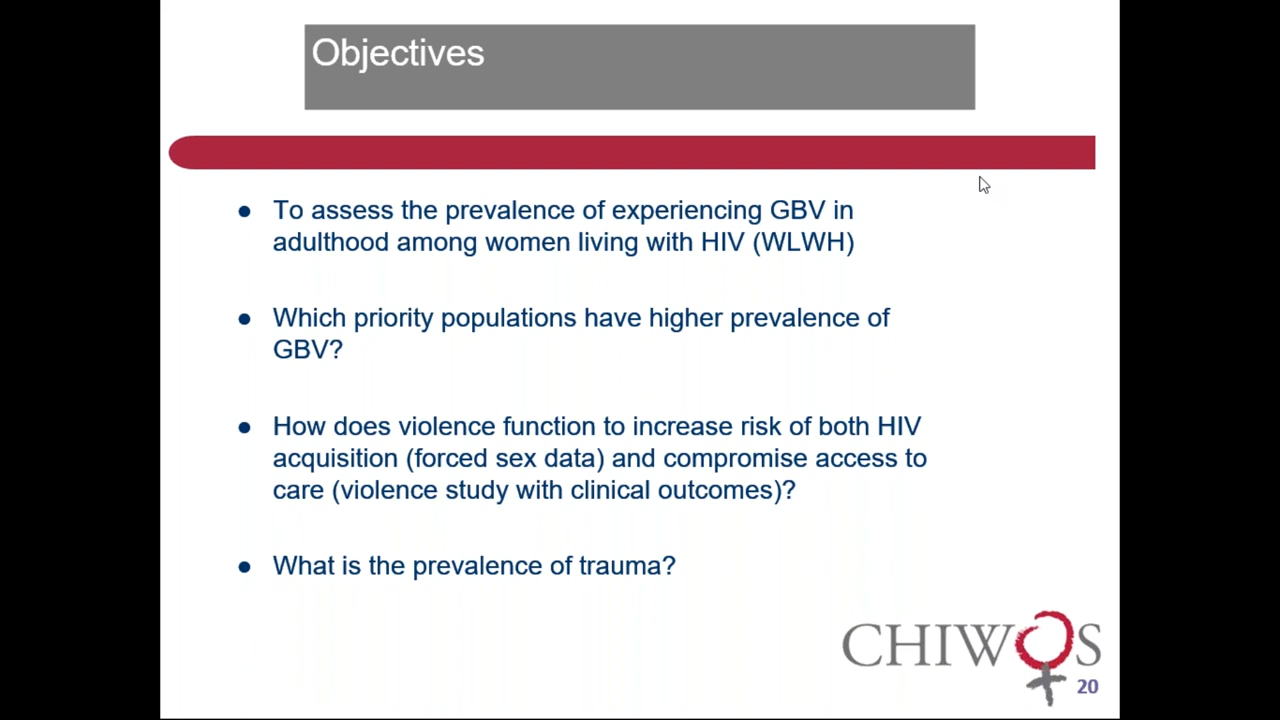 Objectives
● To assess the prevalence of experiencing GBV in
adulthood among women living with HIV (WLWH)
● Which priority populations have higher prevalence of
GBV?
● How does violence function to increase risk of both HIV
acquisition (forced sex data) and compromise access to
care (violence study with clinical outcomes)?
● What is the prevalence of trauma?
CHIWOS
20